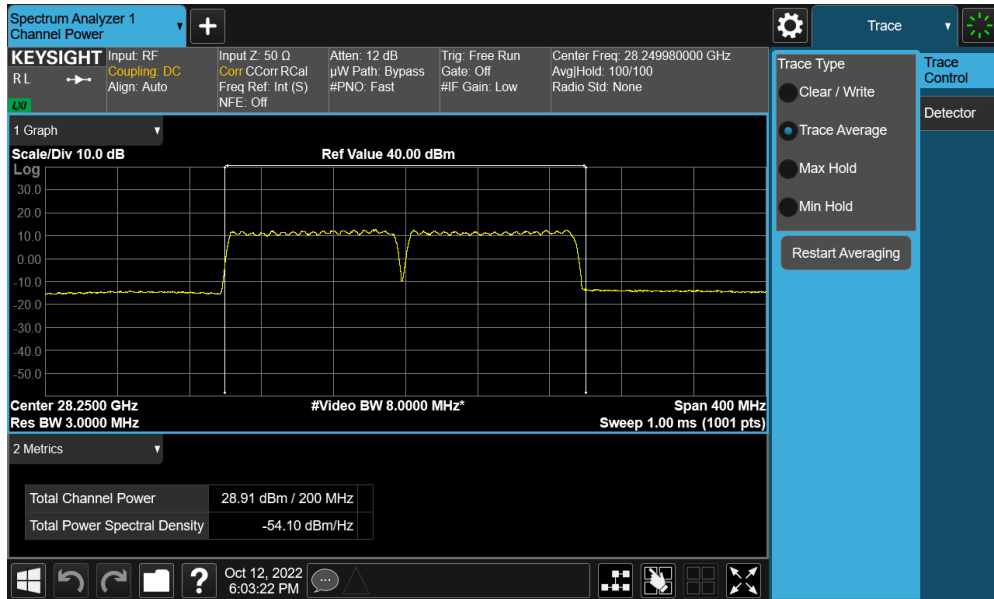 Spectrum Analyzer 1
Channel Power
+
Trace
KEYSIGHT
R L
LXI
Input: RF
Coupling: DC
Align: Auto
Input Z: 50 Ω
Corr CCorr RCal
Freq Ref: Int (S)
NFE: Off
Atten: 12 dB
µW Path: Bypass
#PNO: Fast
Trig: Free Run
Gate: Off
#IF Gain: Low
Center Freq: 28.249980000 GHz
Avg|Hold: 100/100
Radio Std: None
Trace Type
Clear / Write
Trace Average
Max Hold
Min Hold
Restart Averaging
Trace
Control
Detector
1 Graph
Scale/Div 10.0 dB
Ref Value 40.00 dBm
Log
30.0
20.0
10.0
0.00
-10.0
-20.0
-30.0
-40.0
-50.0
Center 28.2500 GHz
#Video BW 8.0000 MHz*
Span 400 MHz
Res BW 3.0000 MHz
Sweep 1.00 ms (1001 pts)
2 Metrics
Total Channel Power 28.91 dBm / 200 MHz
Total Power Spectral Density -54.10 dBm/Hz
?
Oct 12, 2022
6:03:22 PM